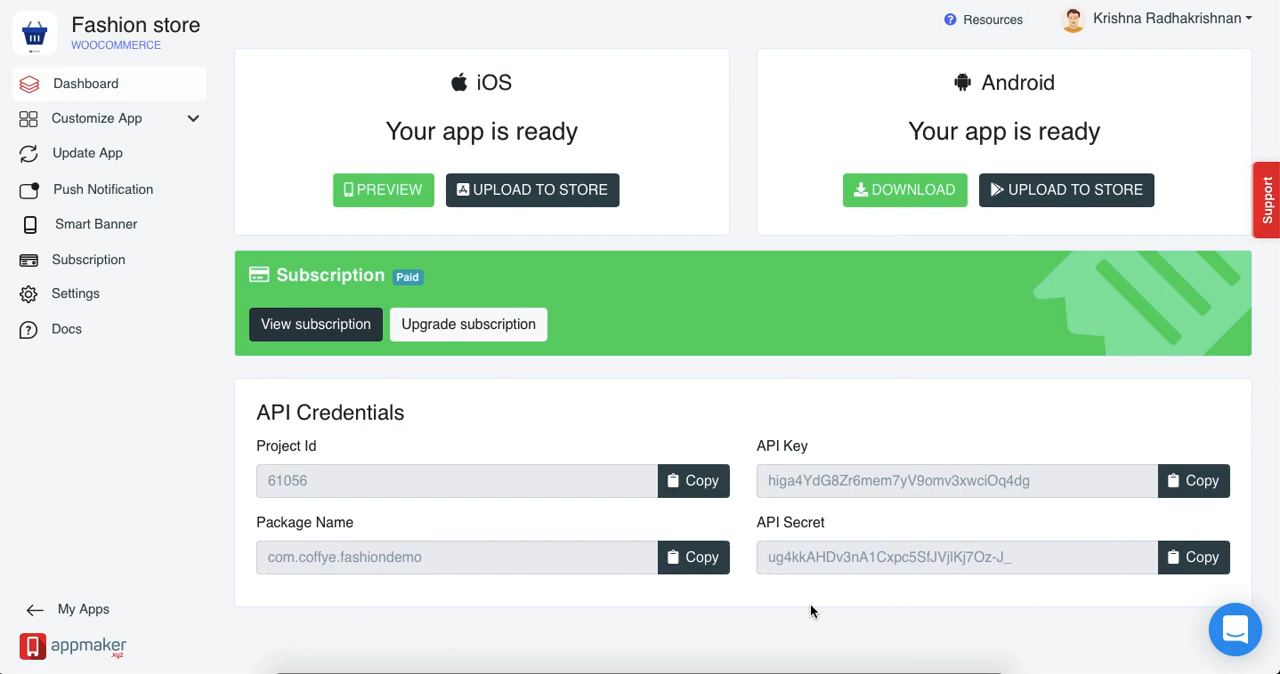 Fashion store
WOOCOMMERCE
Resources
Krishna Radhakrishnan
Dashboard
Customize App
Update App
Push Notification
Smart Banner
Subscription
Settings
Docs
My Apps
appmaker
.xyz
iOS
Your app is ready
PREVIEW
UPLOAD TO STORE
Android
Your app is ready
DOWNLOAD
UPLOAD TO STORE
Support
Subscription Paid
View subscription
Upgrade subscription
API Credentials
Project Id
61056
Copy
API Key
higa4YdG8Zr6mem7yV9omv3xwciOq4dg
Copy
Package Name
com.coffye.fashiondemo
Copy
API Secret
ug4kkAHDv3nA1Cxpc5SfJVjlKj7Oz-J_
Copy